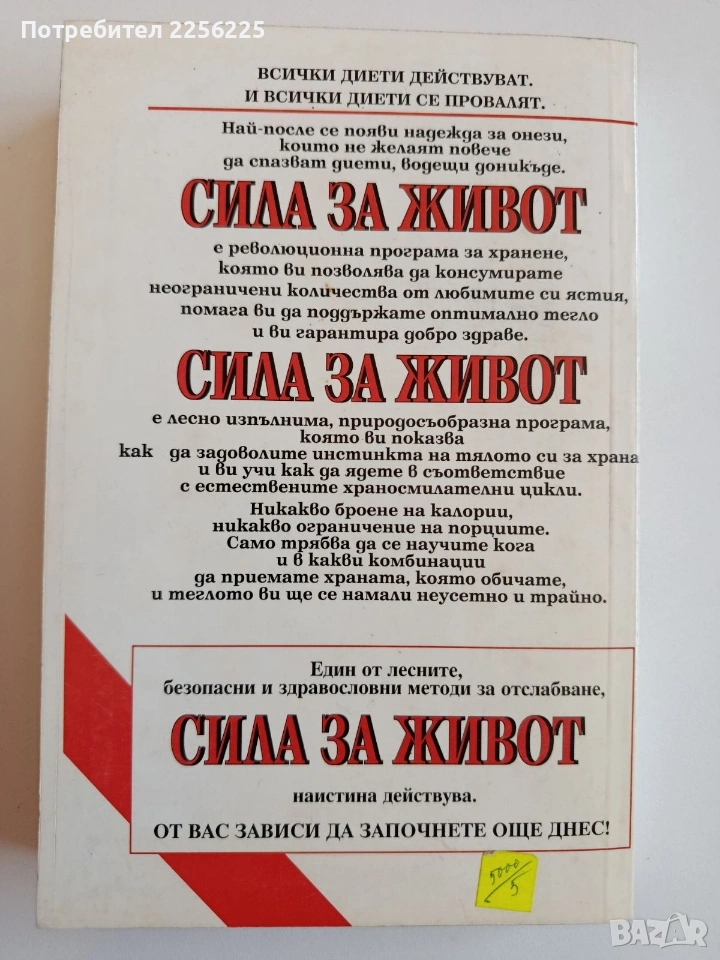 Потребител 2256225
ВСИЧКИ ДИЕТИ ДЕЙСТВУВАТ.
И ВСИЧКИ ДИЕТИ СЕ ПРОВАЛЯТ.
Най-после се появи надежда за онези,
които не желаят повече
да спазват диети, водещи доникъде.
СИЛА ЗА ЖИВОТ
е революционна програма за хранене,
която ви позволява да консумирате
неограничени количества от любимите си ястия,
помага ви да поддържате оптимално тегло
и ви гарантира добро здраве.
СИЛА ЗА ЖИВОТ
е лесно изпълнима, природосъобразна програма,
която ви показва
как да задоволите инстинкта на тялото си за храна
и ви учи как да ядете в съответствие
с естествените храносмилателни цикли.
Никакво броене на калории,
никакво ограничение на порциите.
Само трябва да се научите кога
и в какви комбинации
да приемате храната, която обичате,
и теглото ви ще се намали неусетно и трайно.
Един от лесните,
безопасни и здравословни методи за отслабване,
СИЛА ЗА ЖИВОТ
наистина действува.
ОТ ВАС ЗАВИСИ ДА ЗАПОЧНЕТЕ ОЩЕ ДНЕС!
5000/5
BAZAR